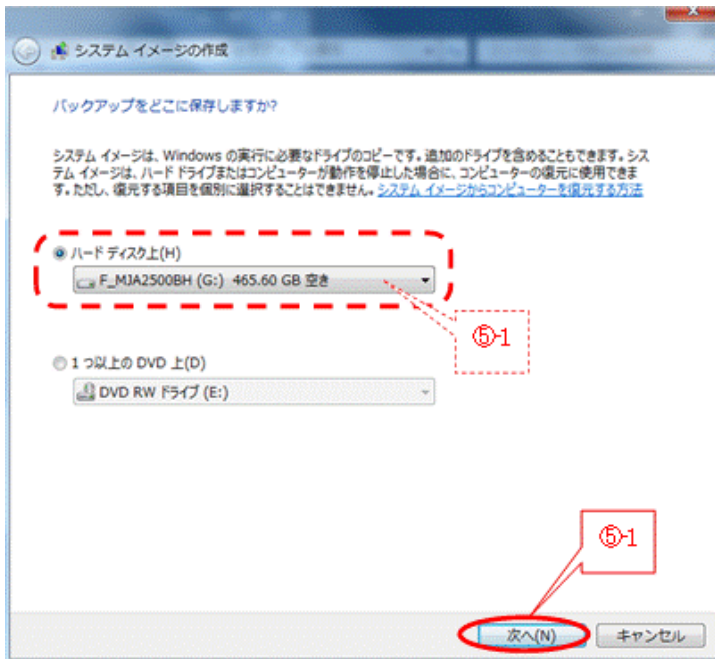 システム イメージの作成
バックアップをどこに保存しますか?
システム イメージは、Windows の実行に必要なドライブのコピーです。追加のドライブを含めることもできます。シス
テム イメージは、ハード ドライブまたはコンピューターが動作を停止した場合に、コンピューターの復元に使用できま
す。ただし、復元する項目を個別に選択することはできません。システム イメージからコンピューターを復元する方法
ハード ディスク上(H)
F_MJA2500BH (G:) 465.60 GB 空き
⑤-1
1 つ以上の DVD 上(D)
DVD RW ドライブ (E:)
⑤-1
次へ(N)
キャンセル